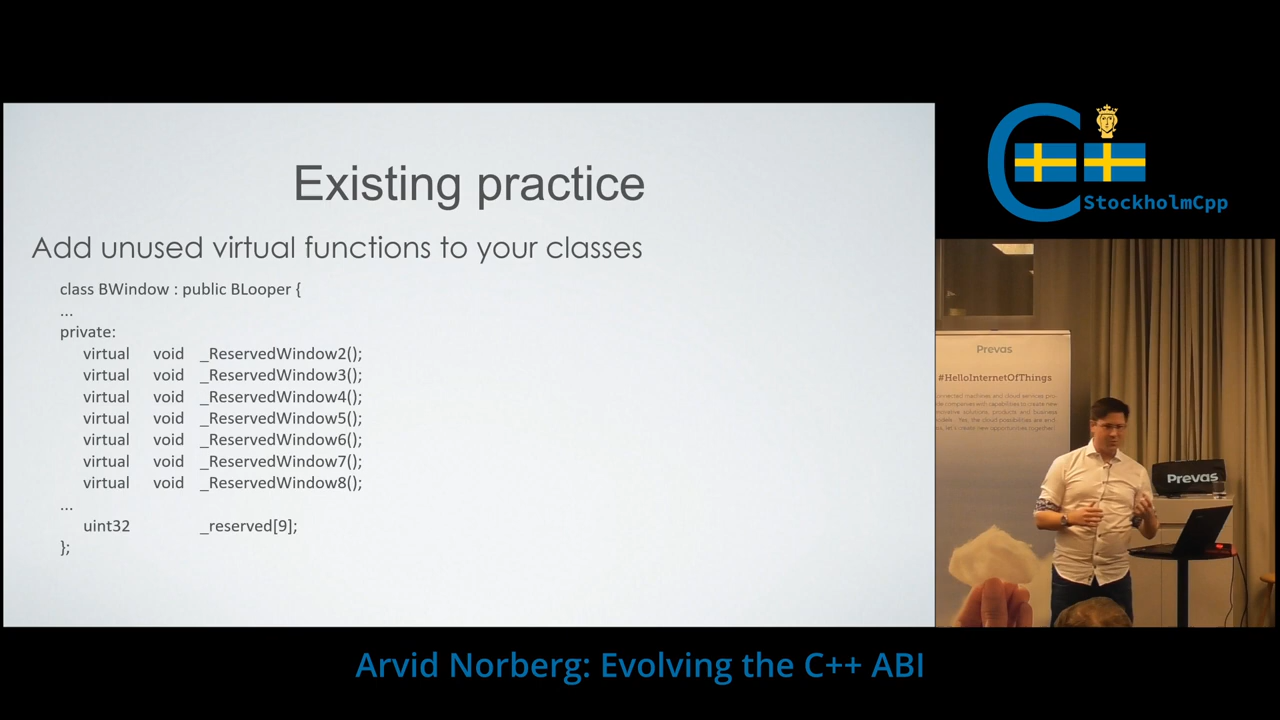 Existing practice
Add unused virtual functions to your classes
class BWindow : public BLooper {
...
private:
virtual void _ReservedWindow2();
virtual void _ReservedWindow3();
virtual void _ReservedWindow4();
virtual void _ReservedWindow5();
virtual void _ReservedWindow6();
virtual void _ReservedWindow7();
virtual void _ReservedWindow8();
...
uint32 _reserved[9];
};
C++
StockholmCpp
Prevas
#HelloInternetOfThings
Prevas
Arvid Norberg: Evolving the C++ ABI